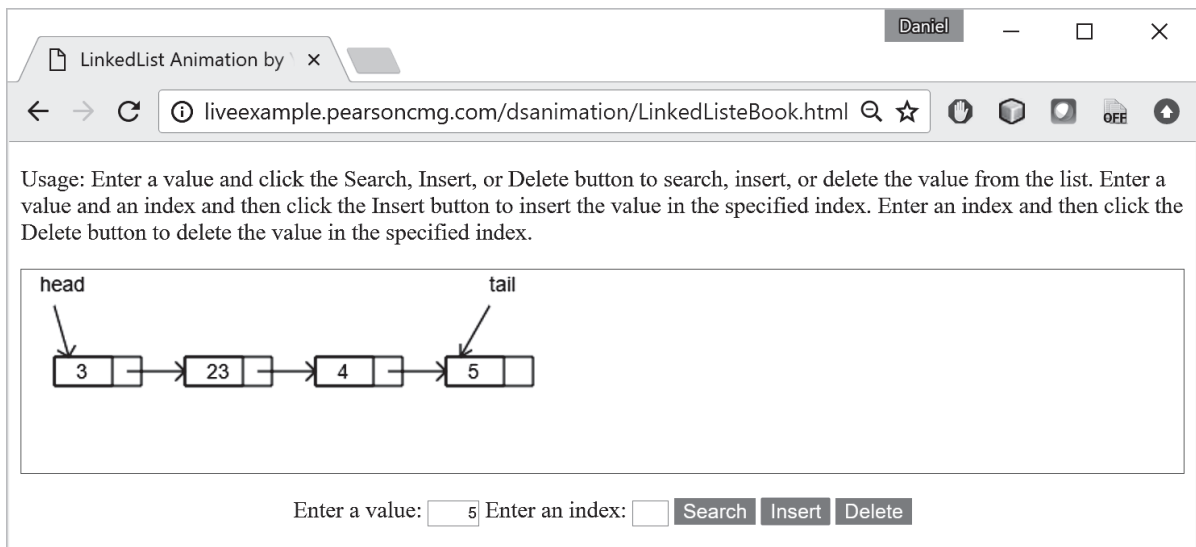 Daniel
LinkedList Animation by
liveexample.pearsoncmg.com/dsanimation/LinkedListeBook.html
OFF
Usage: Enter a value and click the Search, Insert, or Delete button to search, insert, or delete the value from the list. Enter a
value and an index and then click the Insert button to insert the value in the specified index. Enter an index and then click the
Delete button to delete the value in the specified index.
head tail
3 23 4 5
Enter a value: 5 Enter an index: Search Insert Delete